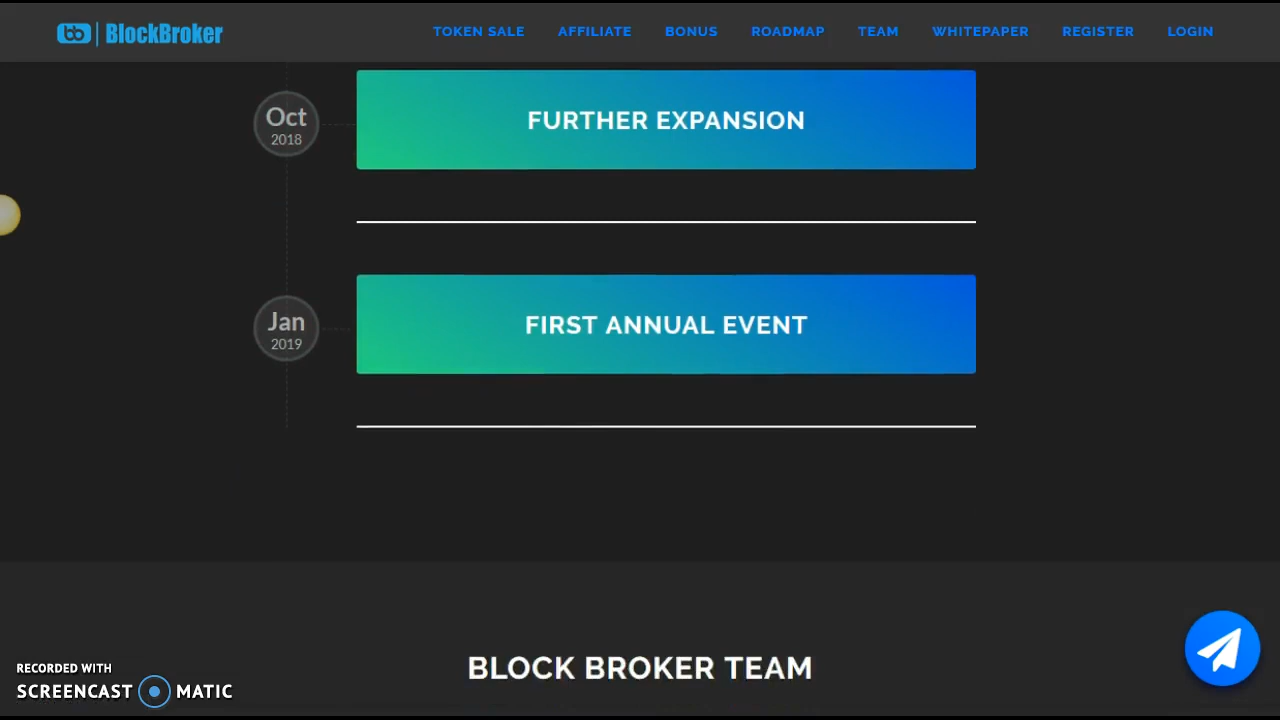 bb | BlockBroker
TOKEN SALE AFFILIATE BONUS ROADMAP TEAM WHITEPAPER REGISTER LOGIN
Oct
2018
FURTHER EXPANSION
Jan
2019
FIRST ANNUAL EVENT
BLOCK BROKER TEAM
RECORDED WITH
SCREENCAST MATIC